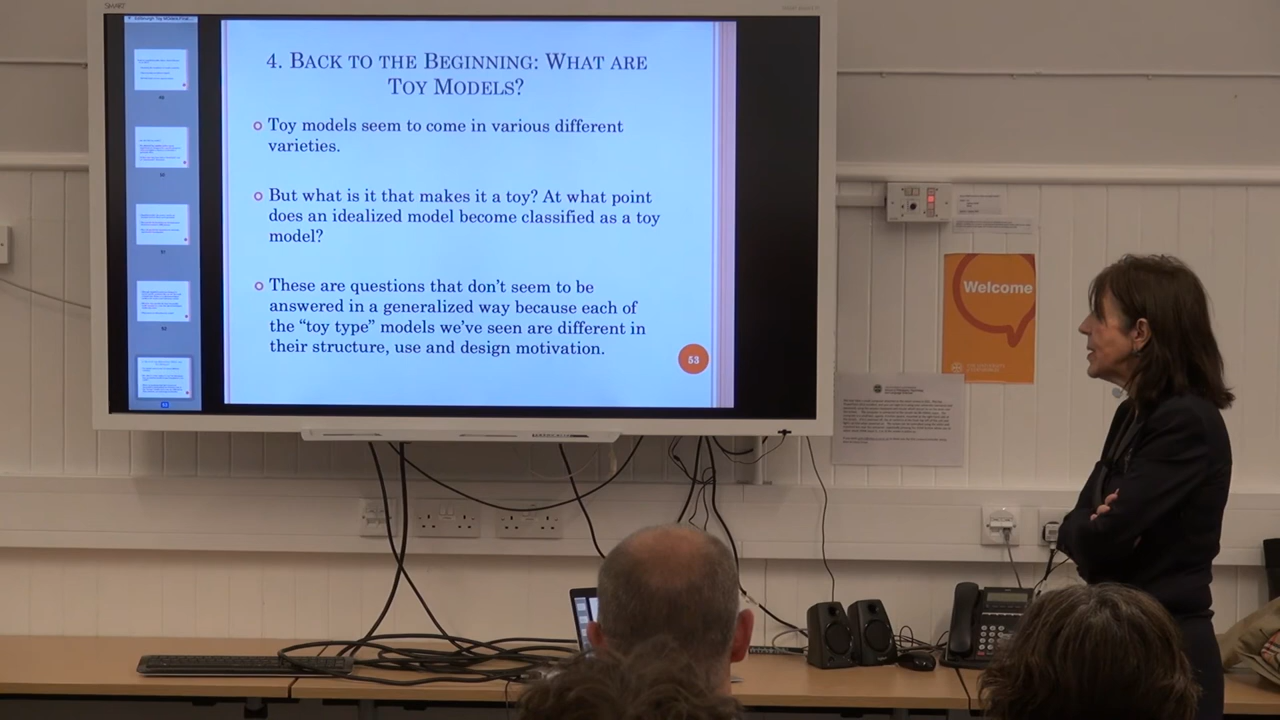 SMART
4. BACK TO THE BEGINNING: WHAT ARE
TOY MODELS?
Toy models seem to come in various different
varieties.
But what is it that makes it a toy? At what point
does an idealized model become classified as a toy
model?
These are questions that don't seem to be
answered in a generalized way because each of
the "toy type" models we've seen are different in
their structure, use and design motivation.
53
Welcome